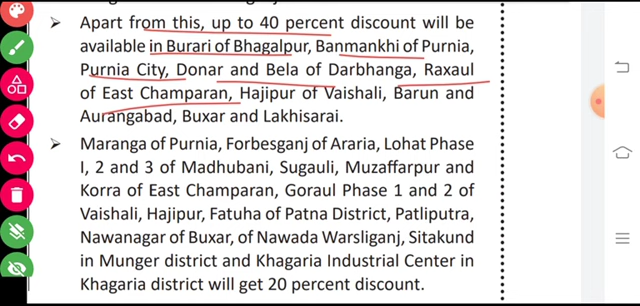 ➢ Apart from this, up to 40 percent discount will be
available in Burari of Bhagalpur, Banmankhi of Purnia,
Purnia City, Donar and Bela of Darbhanga, Raxaul
of East Champaran, Hajipur of Vaishali, Barun and
Aurangabad, Buxar and Lakhisarai.
➢ Maranga of Purnia, Forbesganj of Araria, Lohat Phase
I, 2 and 3 of Madhubani, Sugauli, Muzaffarpur and
Korra of East Champaran, Goraul Phase 1 and 2 of
Vaishali, Hajipur, Fatuha of Patna District, Patliputra,
Nawanagar of Buxar, of Nawada Warsliganj, Sitakund
in Munger district and Khagaria Industrial Center in
Khagaria district will get 20 percent discount.